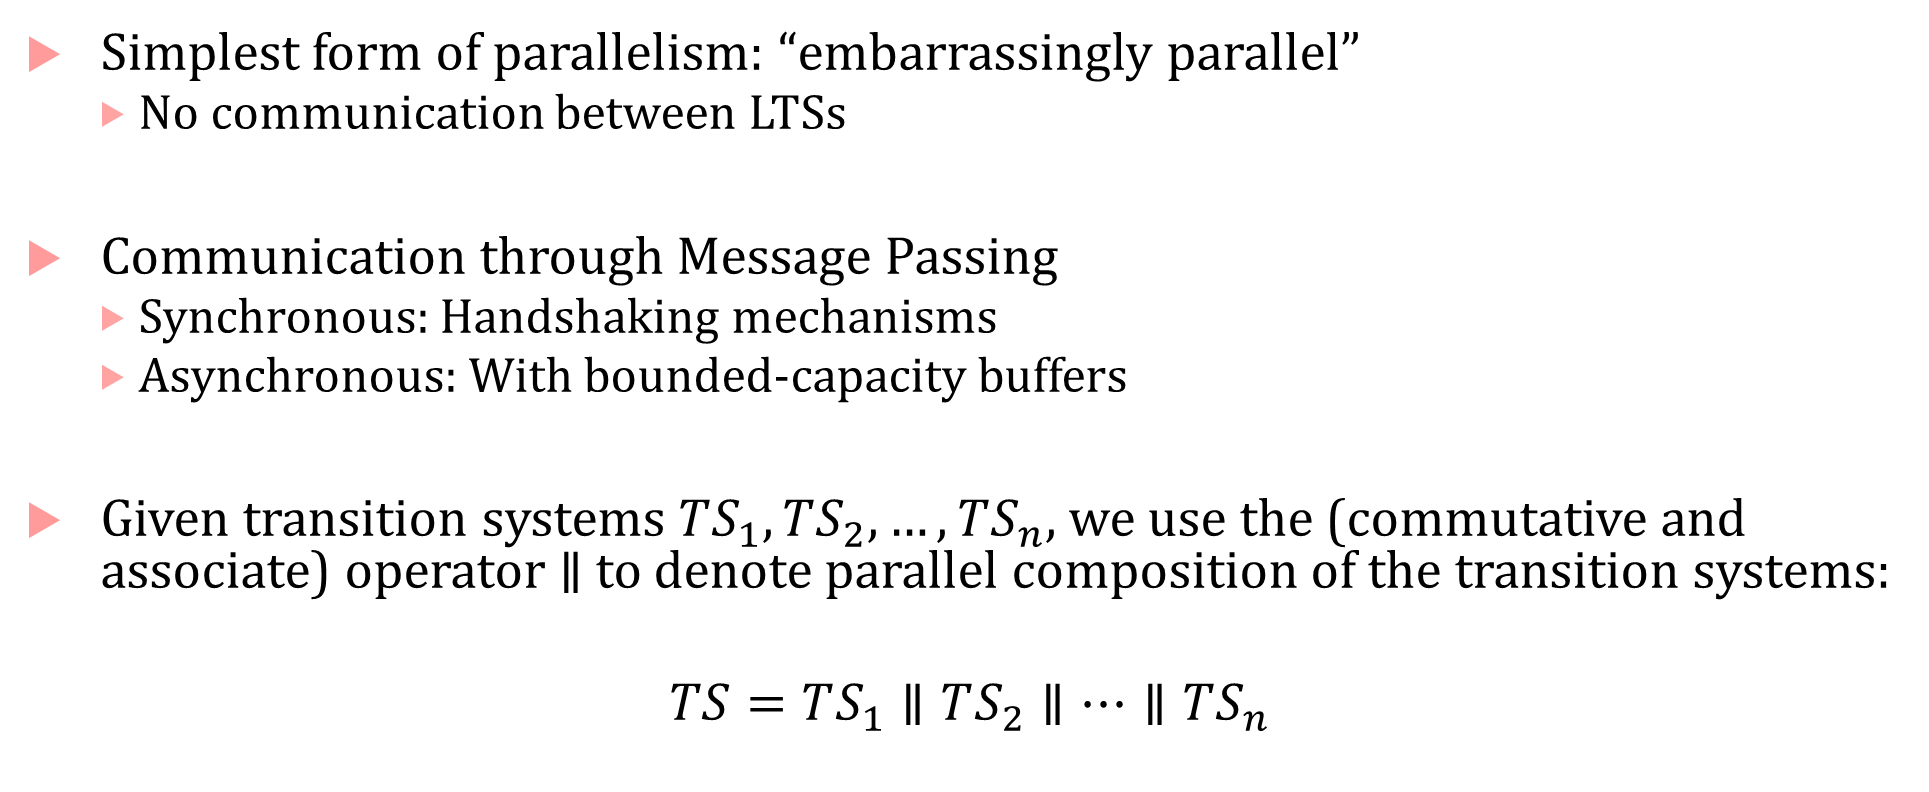 Simplest form of parallelism: “embarrassingly parallel”
No communication between LTSs
Communication through Message Passing
Synchronous: Handshaking mechanisms
Asynchronous: With bounded-capacity buffers
Given transition systems TS₁, TS₂, … , TSₙ, we use the (commutative and
associate) operator ∥ to denote parallel composition of the transition systems:
TS = TS₁ ∥ TS₂ ∥ ⋯ ∥ TSₙ